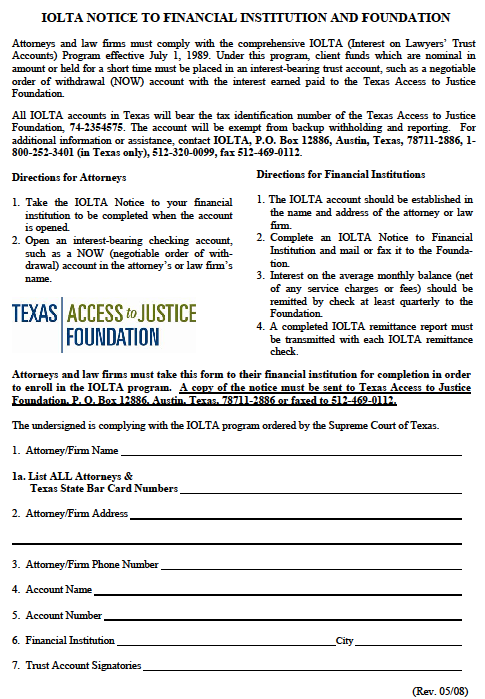 IOLTA NOTICE TO FINANCIAL INSTITUTION AND FOUNDATION
Attorneys and law firms must comply with the comprehensive IOLTA (Interest on Lawyers' Trust
Accounts) Program effective July 1, 1989. Under this program, client funds which are nominal in
amount or held for a short time must be placed in an interest-bearing trust account, such as a negotiable
order of withdrawal (NOW) account with the interest earned paid to the Texas Access to Justice
Foundation.
All IOLTA accounts in Texas will bear the tax identification number of the Texas Access to Justice
Foundation, 74-2354575. The account will be exempt from backup withholding and reporting. For
additional information or assistance, contact IOLTA, P.O. Box 12886, Austin, Texas, 78711-2886, 1-
800-252-3401 (in Texas only), 512-320-0099, fax 512-469-0112.
Directions for Attorneys
1. Take the IOLTA Notice to your financial
institution to be completed when the account
is opened.
2. Open an interest-bearing checking account,
such as a NOW (negotiable order of with-
drawal) account in the attorney's or law firm's
name.
TEXAS ACCESS to JUSTICE
FOUNDATION
Directions for Financial Institutions
1. The IOLTA account should be established in
the name and address of the attorney or law
firm.
2. Complete an IOLTA Notice to Financial
Institution and mail or fax it to the Founda-
tion.
3. Interest on the average monthly balance (net
of any service charges or fees) should be
remitted by check at least quarterly to the
Foundation.
4. A completed IOLTA remittance report must
be transmitted with each IOLTA remittance
check.
Attorneys and law firms must take this form to their financial institution for completion in order
to enroll in the IOLTA program. A copy of the notice must be sent to Texas Access to Justice
Foundation, P. O. Box 12886, Austin, Texas, 78711-2886 or faxed to 512-469-0112.
The undersigned is complying with the IOLTA program ordered by the Supreme Court of Texas.
1. Attorney/Firm Name
1a. List ALL Attorneys &
Texas State Bar Card Numbers
2. Attorney/Firm Address
3. Attorney/Firm Phone Number
4. Account Name
5. Account Number
6. Financial Institution City
7. Trust Account Signatories
(Rev. 05/08)